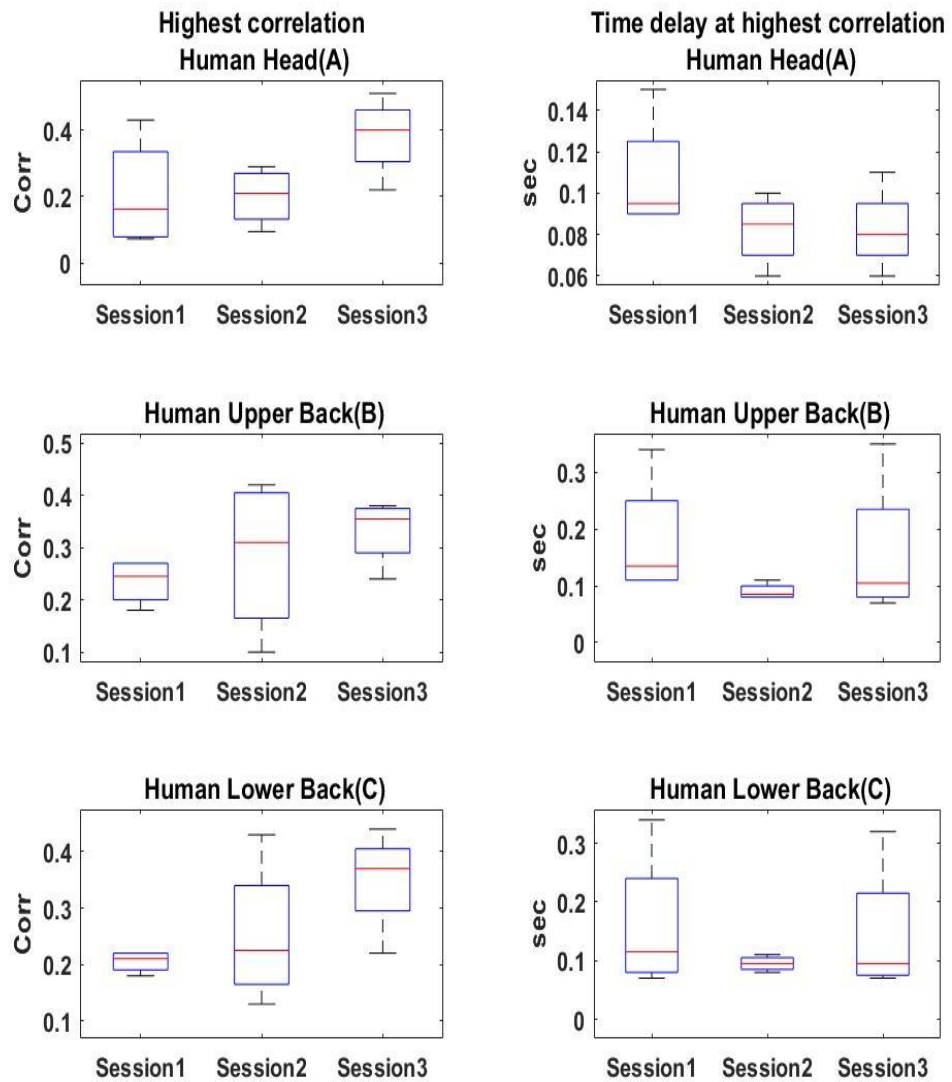 Highest correlation
Human Head(A)
Corr
0.4
0.2
0
Session1 Session2 Session3
Time delay at highest correlation
Human Head(A)
sec
0.14
0.12
0.1
0.08
0.06
Session1 Session2 Session3
Human Upper Back(B)
Corr
0.5
0.4
0.3
0.2
0.1
Session1 Session2 Session3
Human Upper Back(B)
sec
0.3
0.2
0.1
0
Session1 Session2 Session3
Human Lower Back(C)
Corr
0.4
0.3
0.2
0.1
Session1 Session2 Session3
Human Lower Back(C)
sec
0.3
0.2
0.1
0
Session1 Session2 Session3